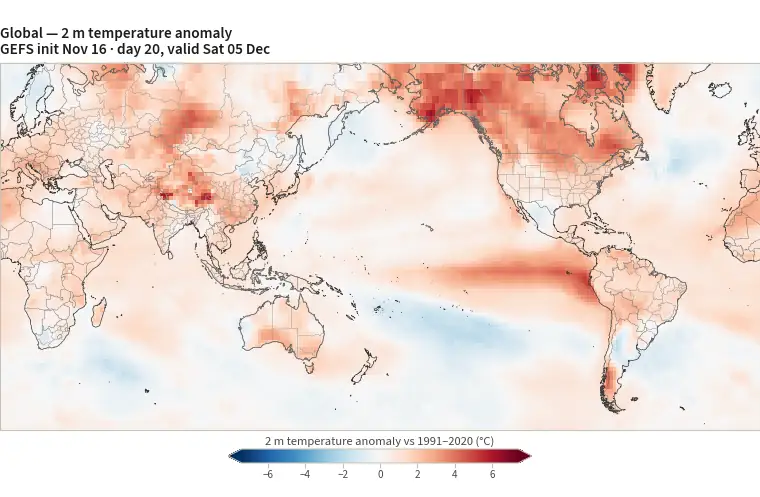 Global — 2 m temperature anomaly
GEFS init Nov 16 · day 20, valid Sat 05 Dec
2 m temperature anomaly vs 1991–2020 (°C)
−6 −4 −2 0 2 4 6